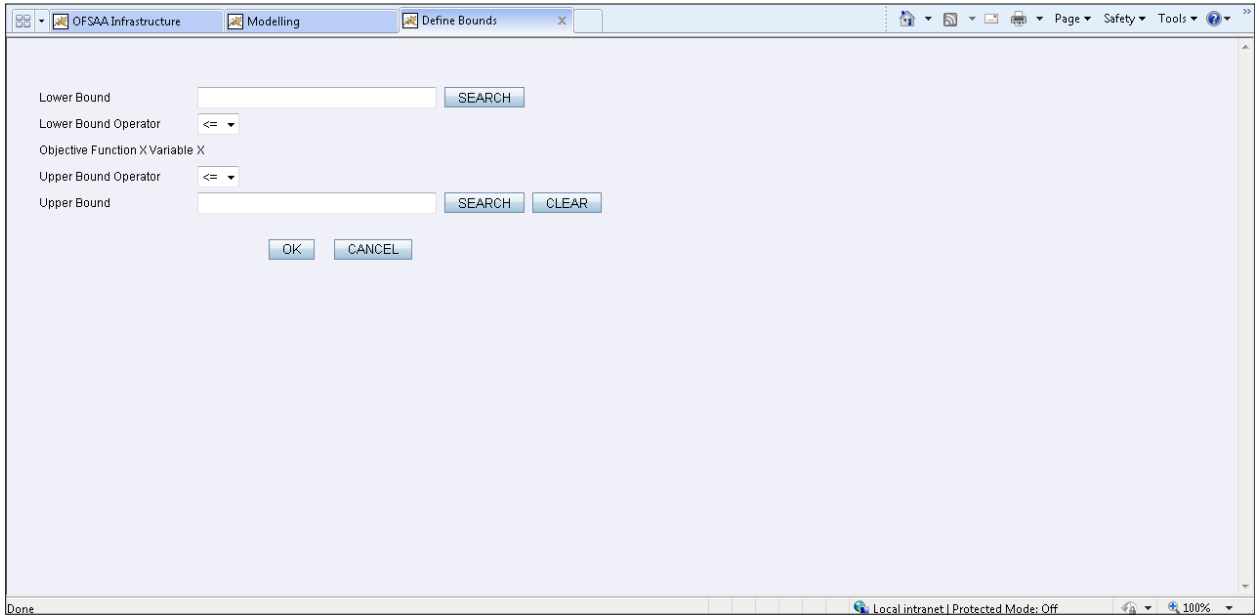 OFSAA Infrastructure
Modelling
Define Bounds
Page
Safety
Tools
Lower Bound
SEARCH
Lower Bound Operator
<=
Objective Function X Variable X
Upper Bound Operator
<=
Upper Bound
SEARCH
CLEAR
OK
CANCEL
Done
Local intranet | Protected Mode: Off
100%